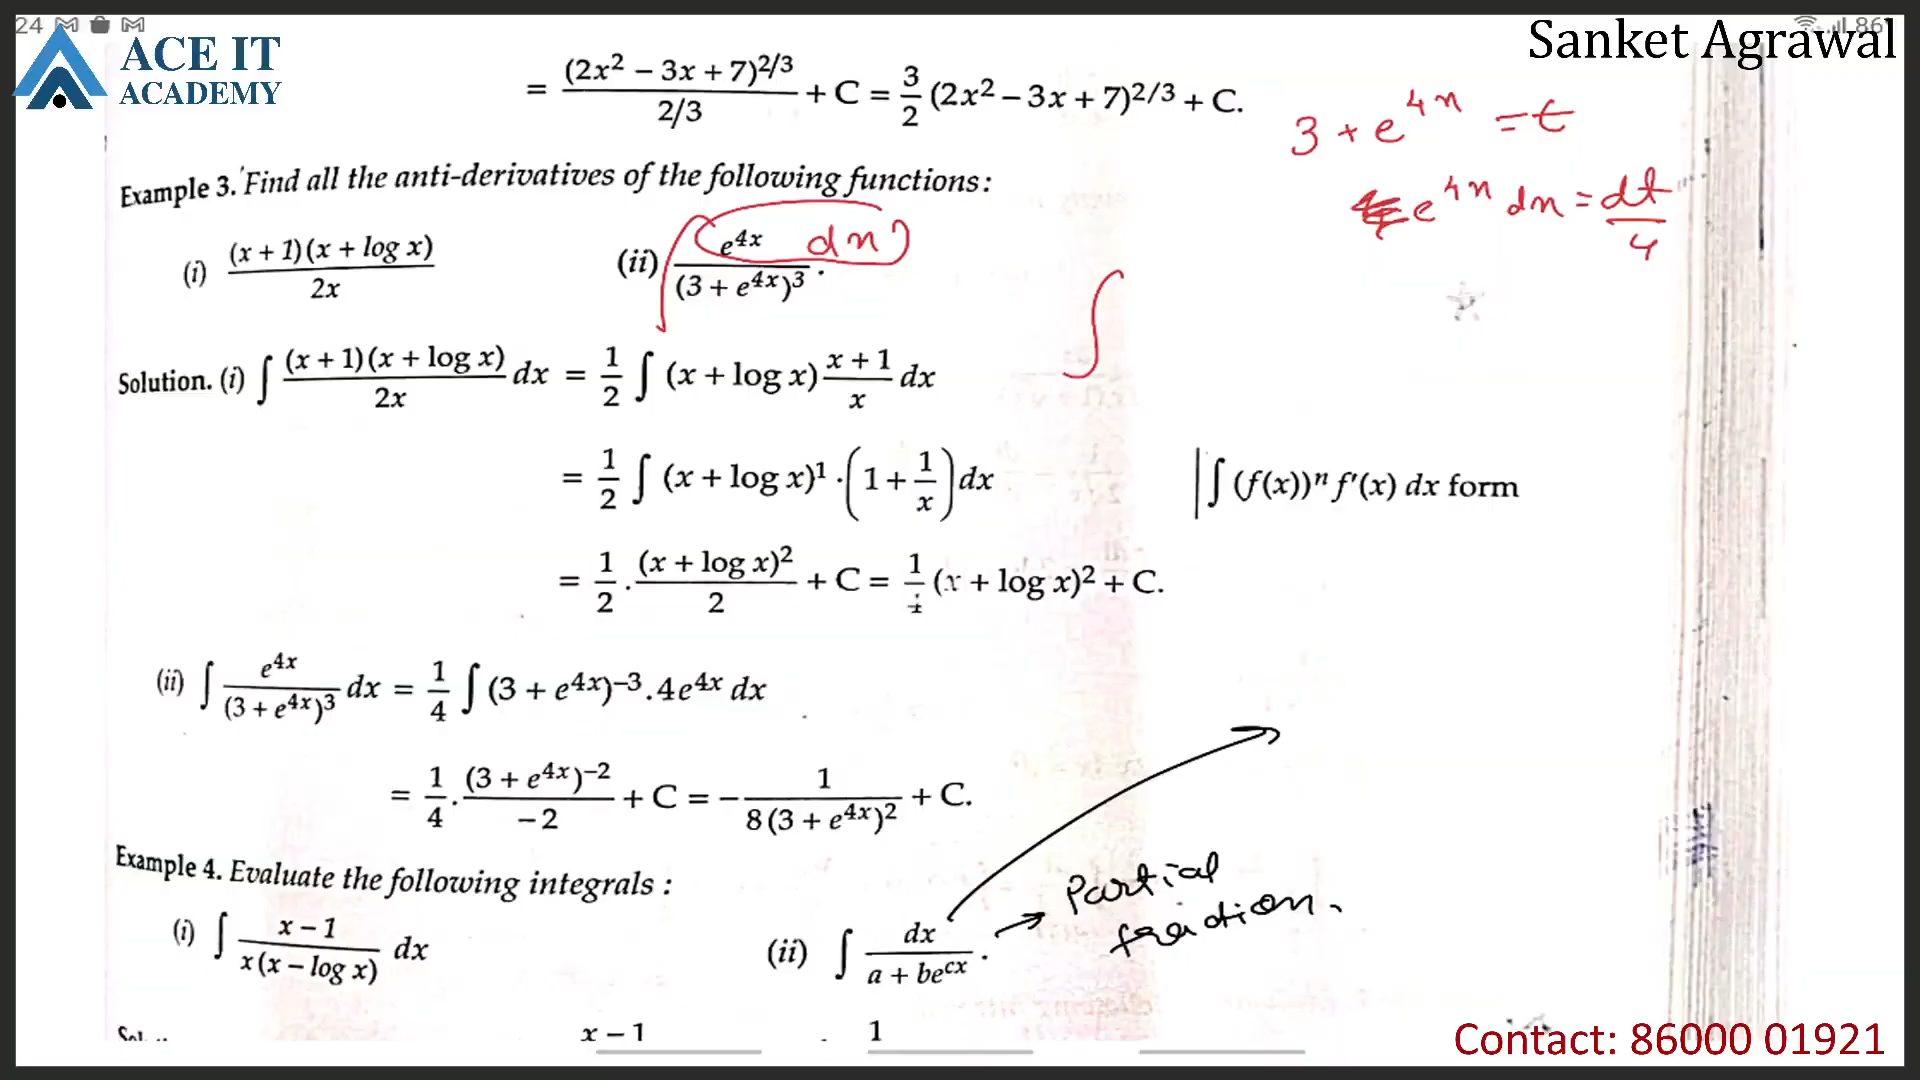 24
86
ACE IT
ACADEMY
Sanket Agrawal
= (2x² − 3x + 7)^{2/3} / (2/3) + C = 3/2 (2x² − 3x + 7)^{2/3} + C.
3 + e^{4x} = t
e^{4x} dx = dt/4
Example 3. Find all the anti-derivatives of the following functions:
(i) (x + 1)(x + log x) / 2x (ii) ∫ e^{4x} dx / (3 + e^{4x})³ .
∫
Solution. (i) ∫ (x + 1)(x + log x) / 2x dx = 1/2 ∫ (x + log x) (x + 1)/x dx
= 1/2 ∫ (x + log x)¹ · (1 + 1/x) dx | ∫ (f(x))ⁿ f′(x) dx form
= 1/2 · (x + log x)² / 2 + C = 1/4 (x + log x)² + C.
(ii) ∫ e^{4x} / (3 + e^{4x})³ dx = 1/4 ∫ (3 + e^{4x})^{−3} . 4e^{4x} dx
= 1/4 · (3 + e^{4x})^{−2} / −2 + C = − 1 / 8(3 + e^{4x})² + C.
Example 4. Evaluate the following integrals :
(i) ∫ x − 1 / x(x − log x) dx (ii) ∫ dx / a + be^{cx} . → Partial
fraction.
x − 1 1
Contact: 86000 01921